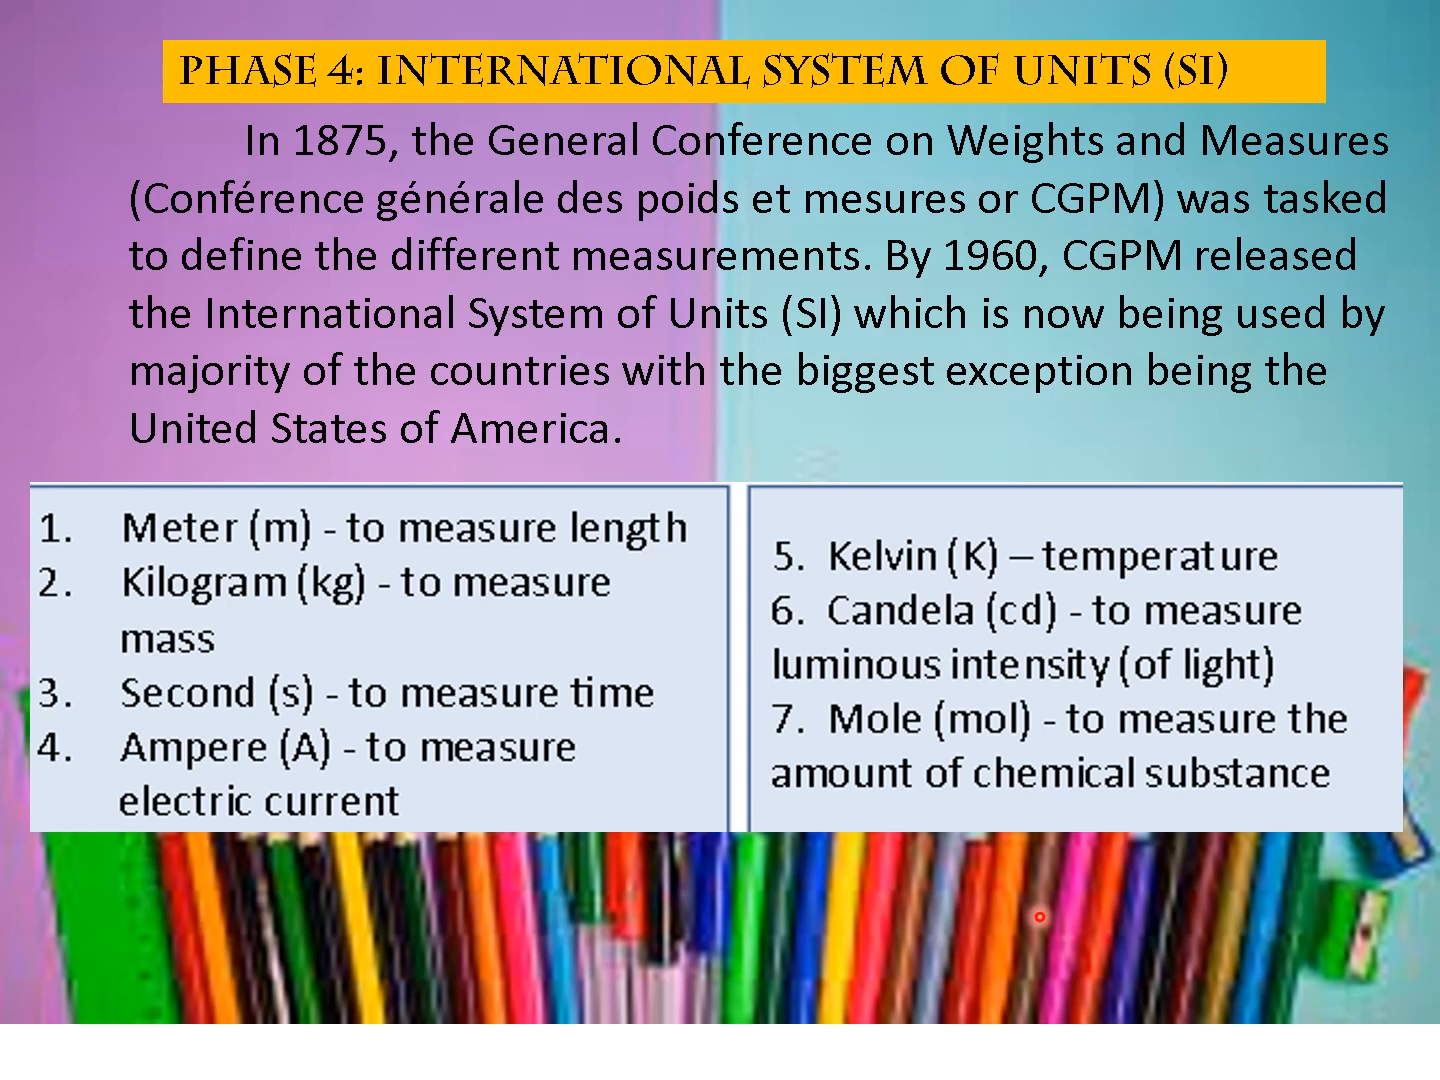 PHASE 4: INTERNATIONAL SYSTEM OF UNITS (SI)
In 1875, the General Conference on Weights and Measures
(Conférence générale des poids et mesures or CGPM) was tasked
to define the different measurements. By 1960, CGPM released
the International System of Units (SI) which is now being used by
majority of the countries with the biggest exception being the
United States of America.
1. Meter (m) - to measure length
2. Kilogram (kg) - to measure
mass
3. Second (s) - to measure time
4. Ampere (A) - to measure
electric current
5. Kelvin (K) – temperature
6. Candela (cd) - to measure
luminous intensity (of light)
7. Mole (mol) - to measure the
amount of chemical substance